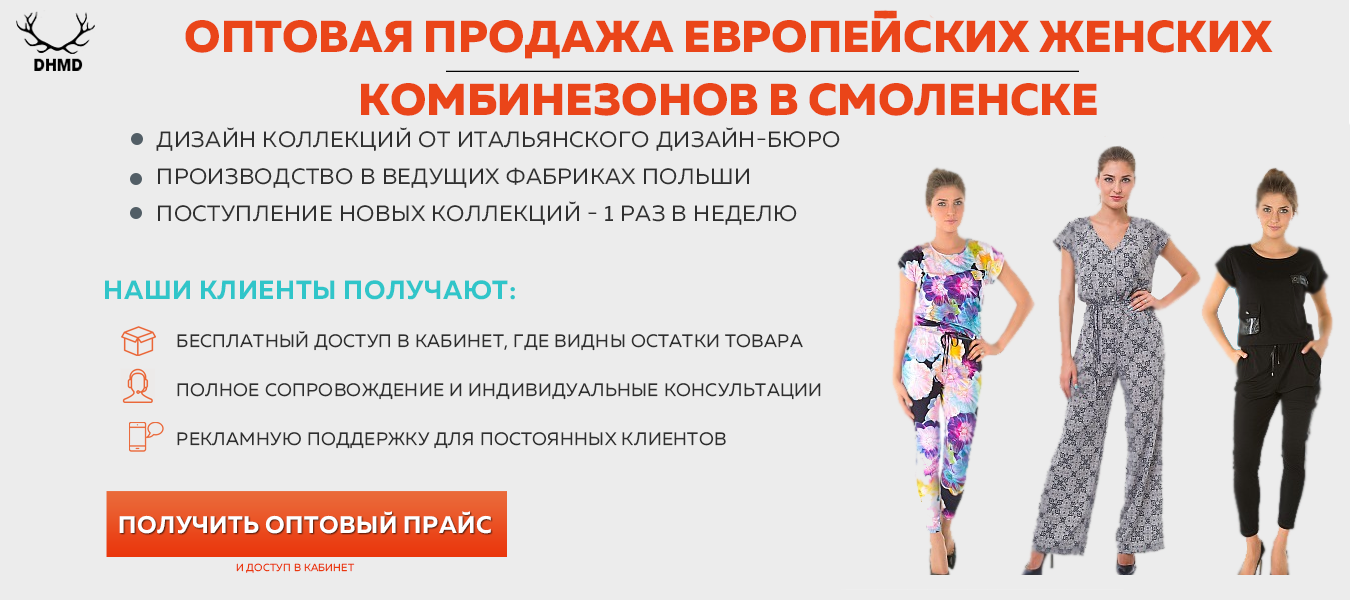 DHMD
ОПТОВАЯ ПРОДАЖА ЕВРОПЕЙСКИХ ЖЕНСКИХ
КОМБИНЕЗОНОВ В СМОЛЕНСКЕ
ДИЗАЙН КОЛЛЕКЦИЙ ОТ ИТАЛЬЯНСКОГО ДИЗАЙН-БЮРО
ПРОИЗВОДСТВО В ВЕДУЩИХ ФАБРИКАХ ПОЛЬШИ
ПОСТУПЛЕНИЕ НОВЫХ КОЛЛЕКЦИЙ - 1 РАЗ В НЕДЕЛЮ
НАШИ КЛИЕНТЫ ПОЛУЧАЮТ:
БЕСПЛАТНЫЙ ДОСТУП В КАБИНЕТ, ГДЕ ВИДНЫ ОСТАТКИ ТОВАРА
ПОЛНОЕ СОПРОВОЖДЕНИЕ И ИНДИВИДУАЛЬНЫЕ КОНСУЛЬТАЦИИ
РЕКЛАМНУЮ ПОДДЕРЖКУ ДЛЯ ПОСТОЯННЫХ КЛИЕНТОВ
ПОЛУЧИТЬ ОПТОВЫЙ ПРАЙС
И ДОСТУП В КАБИНЕТ